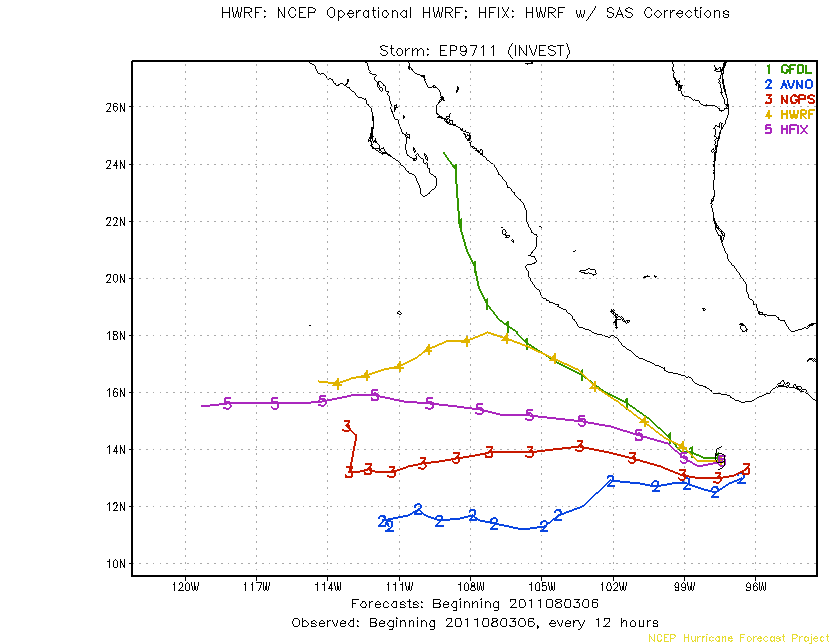 HWRF: NCEP Operational HWRF; HFIX: HWRF w/ SAS Corrections
Storm: EP9711 (INVEST)
1 GFDL
2 AVNO
3 NGPS
4 HWRF
5 HFIX
26N
24N
22N
20N
18N
16N
14N
12N
10N
120W 117W 114W 111W 108W 105W 102W 99W 96W
Forecasts: Beginning 2011080306
Observed: Beginning 2011080306, every 12 hours
NCEP Hurricane Forecast Project